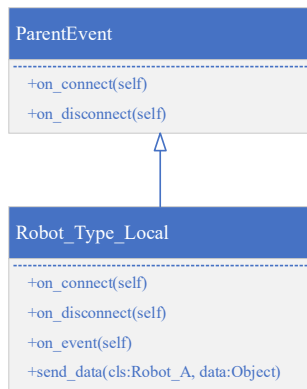 ParentEvent
+on_connect(self)
+on_disconnect(self)
Robot_Type_Local
+on_connect(self)
+on_disconnect(self)
+on_event(self)
+send_data(cls:Robot_A, data:Object)